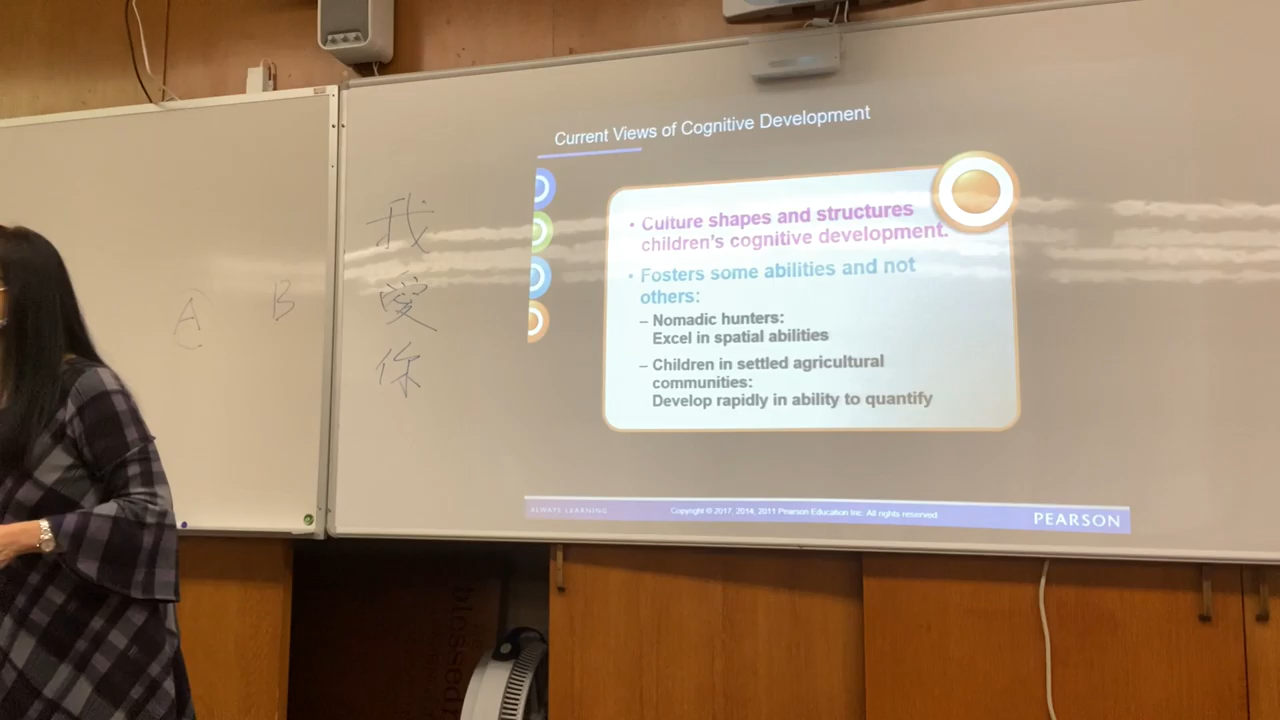 A
B
我
愛
你
Current Views of Cognitive Development
• Culture shapes and structures
children's cognitive development.
• Fosters some abilities and not
others:
– Nomadic hunters:
Excel in spatial abilities
– Children in settled agricultural
communities:
Develop rapidly in ability to quantify
ALWAYS LEARNING
Copyright © 2017, 2014, 2011 Pearson Education Inc. All rights reserved.
PEARSON
blessed